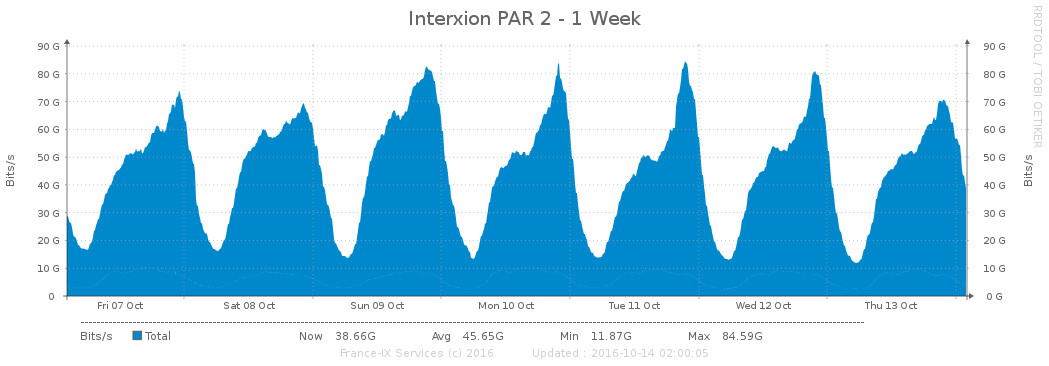 Interxion PAR 2 - 1 Week
RRDTOOL / TOBI OETIKER
Bits/s
90 G 90 G
80 G 80 G
70 G 70 G
60 G 60 G
50 G 50 G
40 G 40 G
30 G 30 G
20 G 20 G
10 G 10 G
0 0 G
Bits/s
Fri 07 Oct Sat 08 Oct Sun 09 Oct Mon 10 Oct Tue 11 Oct Wed 12 Oct Thu 13 Oct
Bits/s Total Now 38.66G Avg 45.65G Min 11.87G Max 84.59G
France-IX Services (c) 2016 Updated : 2016-10-14 02:00:05